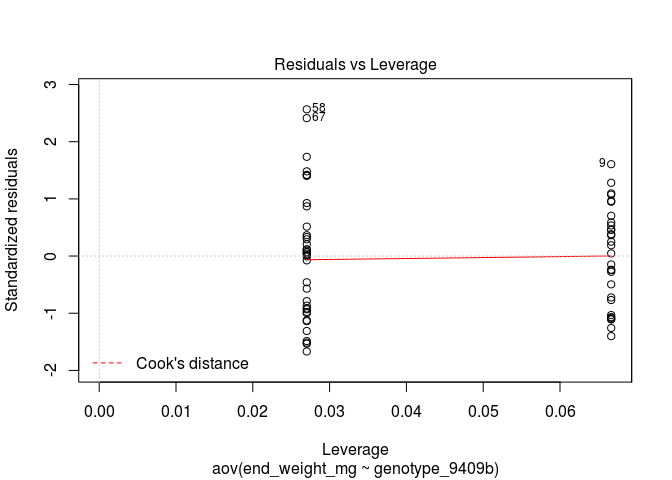 Residuals vs Leverage
Standardized residuals
3
2
1
0
-1
-2
58
67
9
Cook's distance
0.00 0.01 0.02 0.03 0.04 0.05 0.06
Leverage
aov(end_weight_mg ~ genotype_9409b)